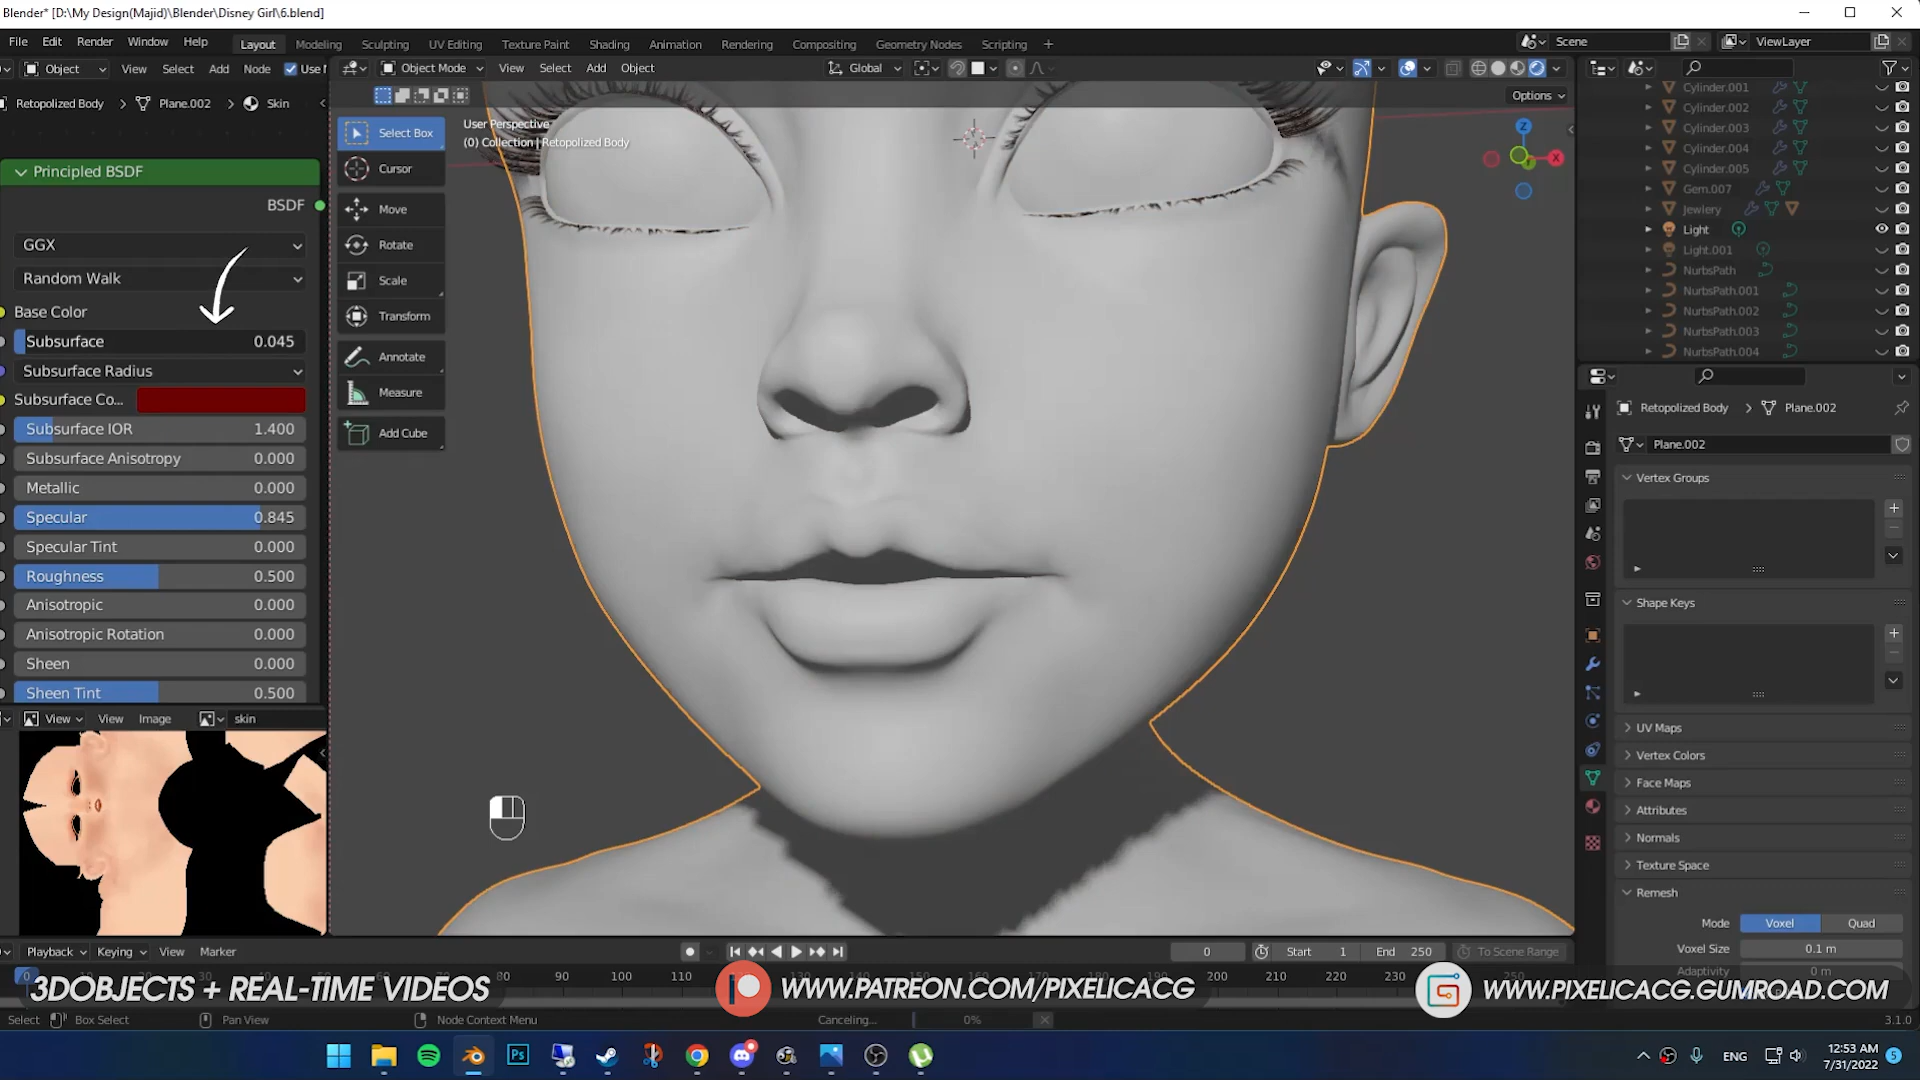 Blender* [D:\My Design(Majid)\Blender\Disney Girl\6.blend]
File Edit Render Window Help Layout Modeling Sculpting UV Editing Texture Paint Shading Animation Rendering Compositing Geometry Nodes Scripting + Scene ViewLayer
Object View Select Add Node Use N Object Mode View Select Add Object Global
Retopolized Body > Plane.002 > Skin
Options
User Perspective
(0) Collection | Retopolized Body
Select Box
Cursor
Move
Rotate
Scale
Transform
Annotate
Measure
Add Cube
Z
X
Principled BSDF
BSDF
GGX
Random Walk
Base Color
Subsurface 0.045
Subsurface Radius
Subsurface Co...
Subsurface IOR 1.400
Subsurface Anisotropy 0.000
Metallic 0.000
Specular 0.845
Specular Tint 0.000
Roughness 0.500
Anisotropic 0.000
Anisotropic Rotation 0.000
Sheen 0.000
Sheen Tint 0.500
View View Image skin
Cylinder.001
Cylinder.002
Cylinder.003
Cylinder.004
Cylinder.005
Gem.007
Jewlery
Light
Light.001
NurbsPath
NurbsPath.001
NurbsPath.002
NurbsPath.003
NurbsPath.004
Retopolized Body > Plane.002
Plane.002
Vertex Groups
Shape Keys
UV Maps
Vertex Colors
Face Maps
Attributes
Normals
Texture Space
Remesh
Mode Voxel Quad
Voxel Size 0.1 m
Adaptivity 0 m
Playback Keying View Marker 0 Start 1 End 250 To Scene Range
0 80 90 100 110 200 210 220 230
3DOBJECTS + REAL-TIME VIDEOS WWW.PATREON.COM/PIXELICACG WWW.PIXELICACG.GUMROAD.COM
Select Box Select Pan View Node Context Menu Canceling... 0% 3.1.0
Ps ENG 12:53 AM 5
7/31/2022